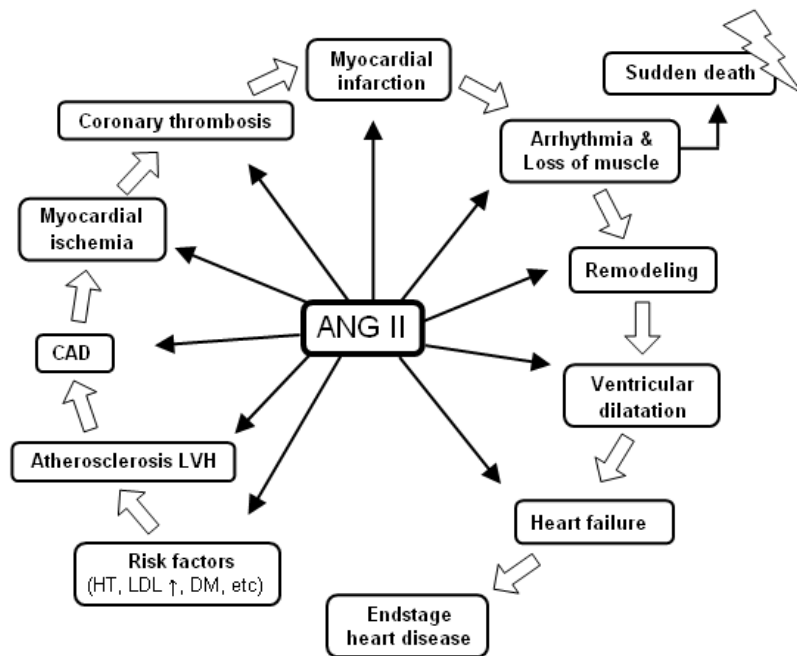 Myocardial
infarction
Sudden death
Coronary thrombosis
Arrhythmia &
Loss of muscle
Myocardial
ischemia
Remodeling
ANG II
CAD
Ventricular
dilatation
Atherosclerosis LVH
Heart failure
Risk factors
(HT, LDL ↑, DM, etc)
Endstage
heart disease